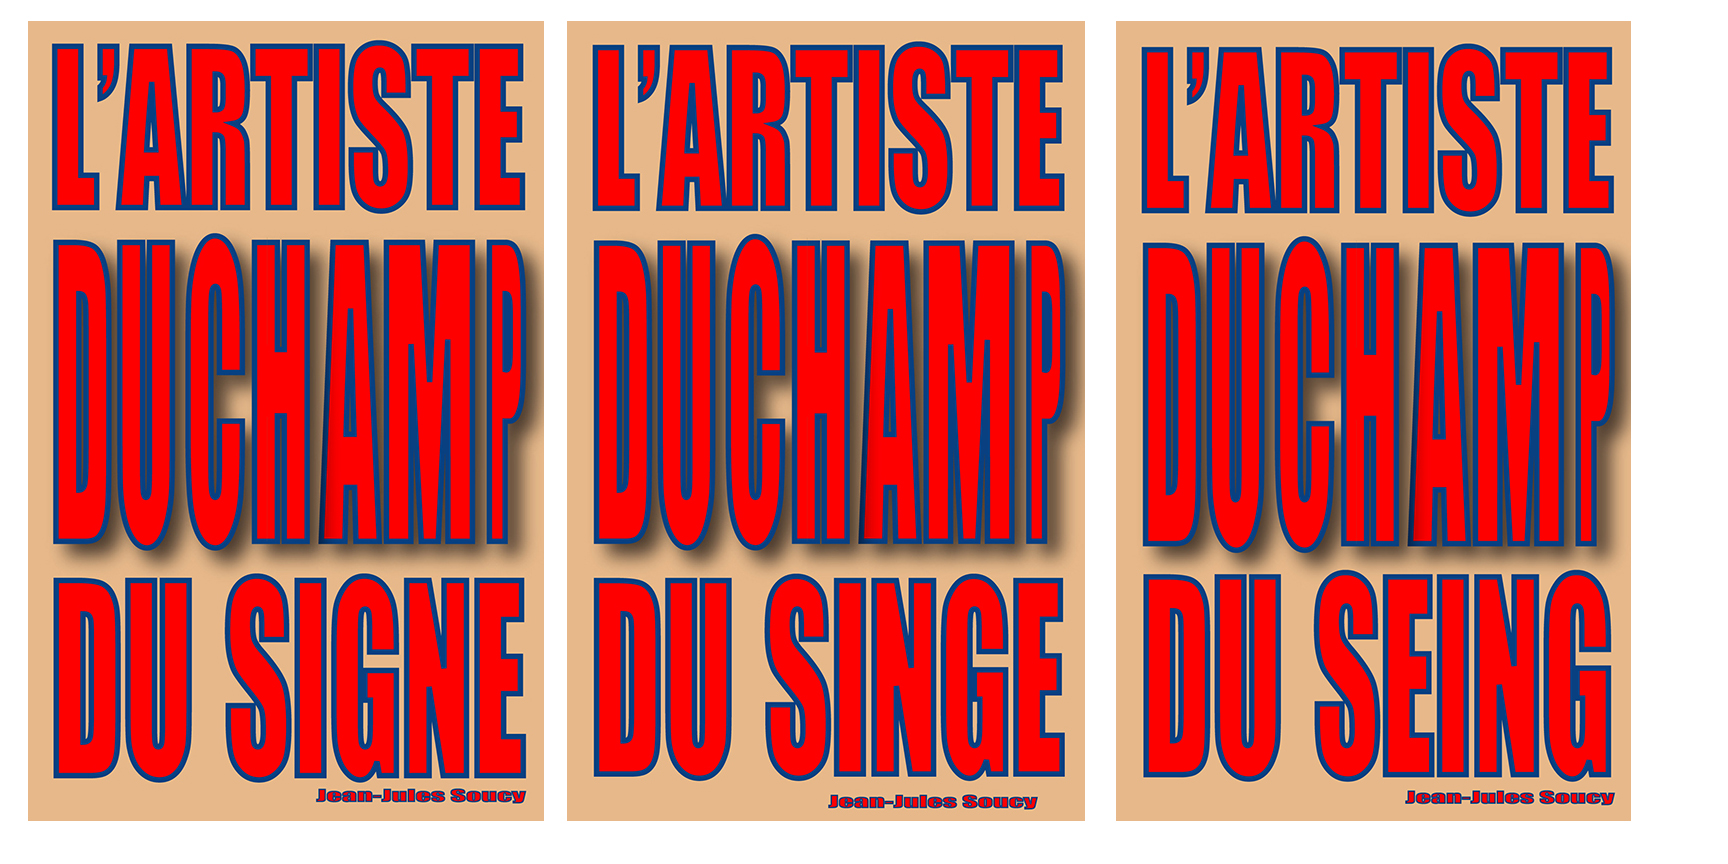 L'ARTISTE
DUCHAMP
DU SIGNE
Jean-Jules Soucy
L'ARTISTE
DUCHAMP
DU SINGE
Jean-Jules Soucy
L'ARTISTE
DUCHAMP
DU SEING
Jean-Jules Soucy